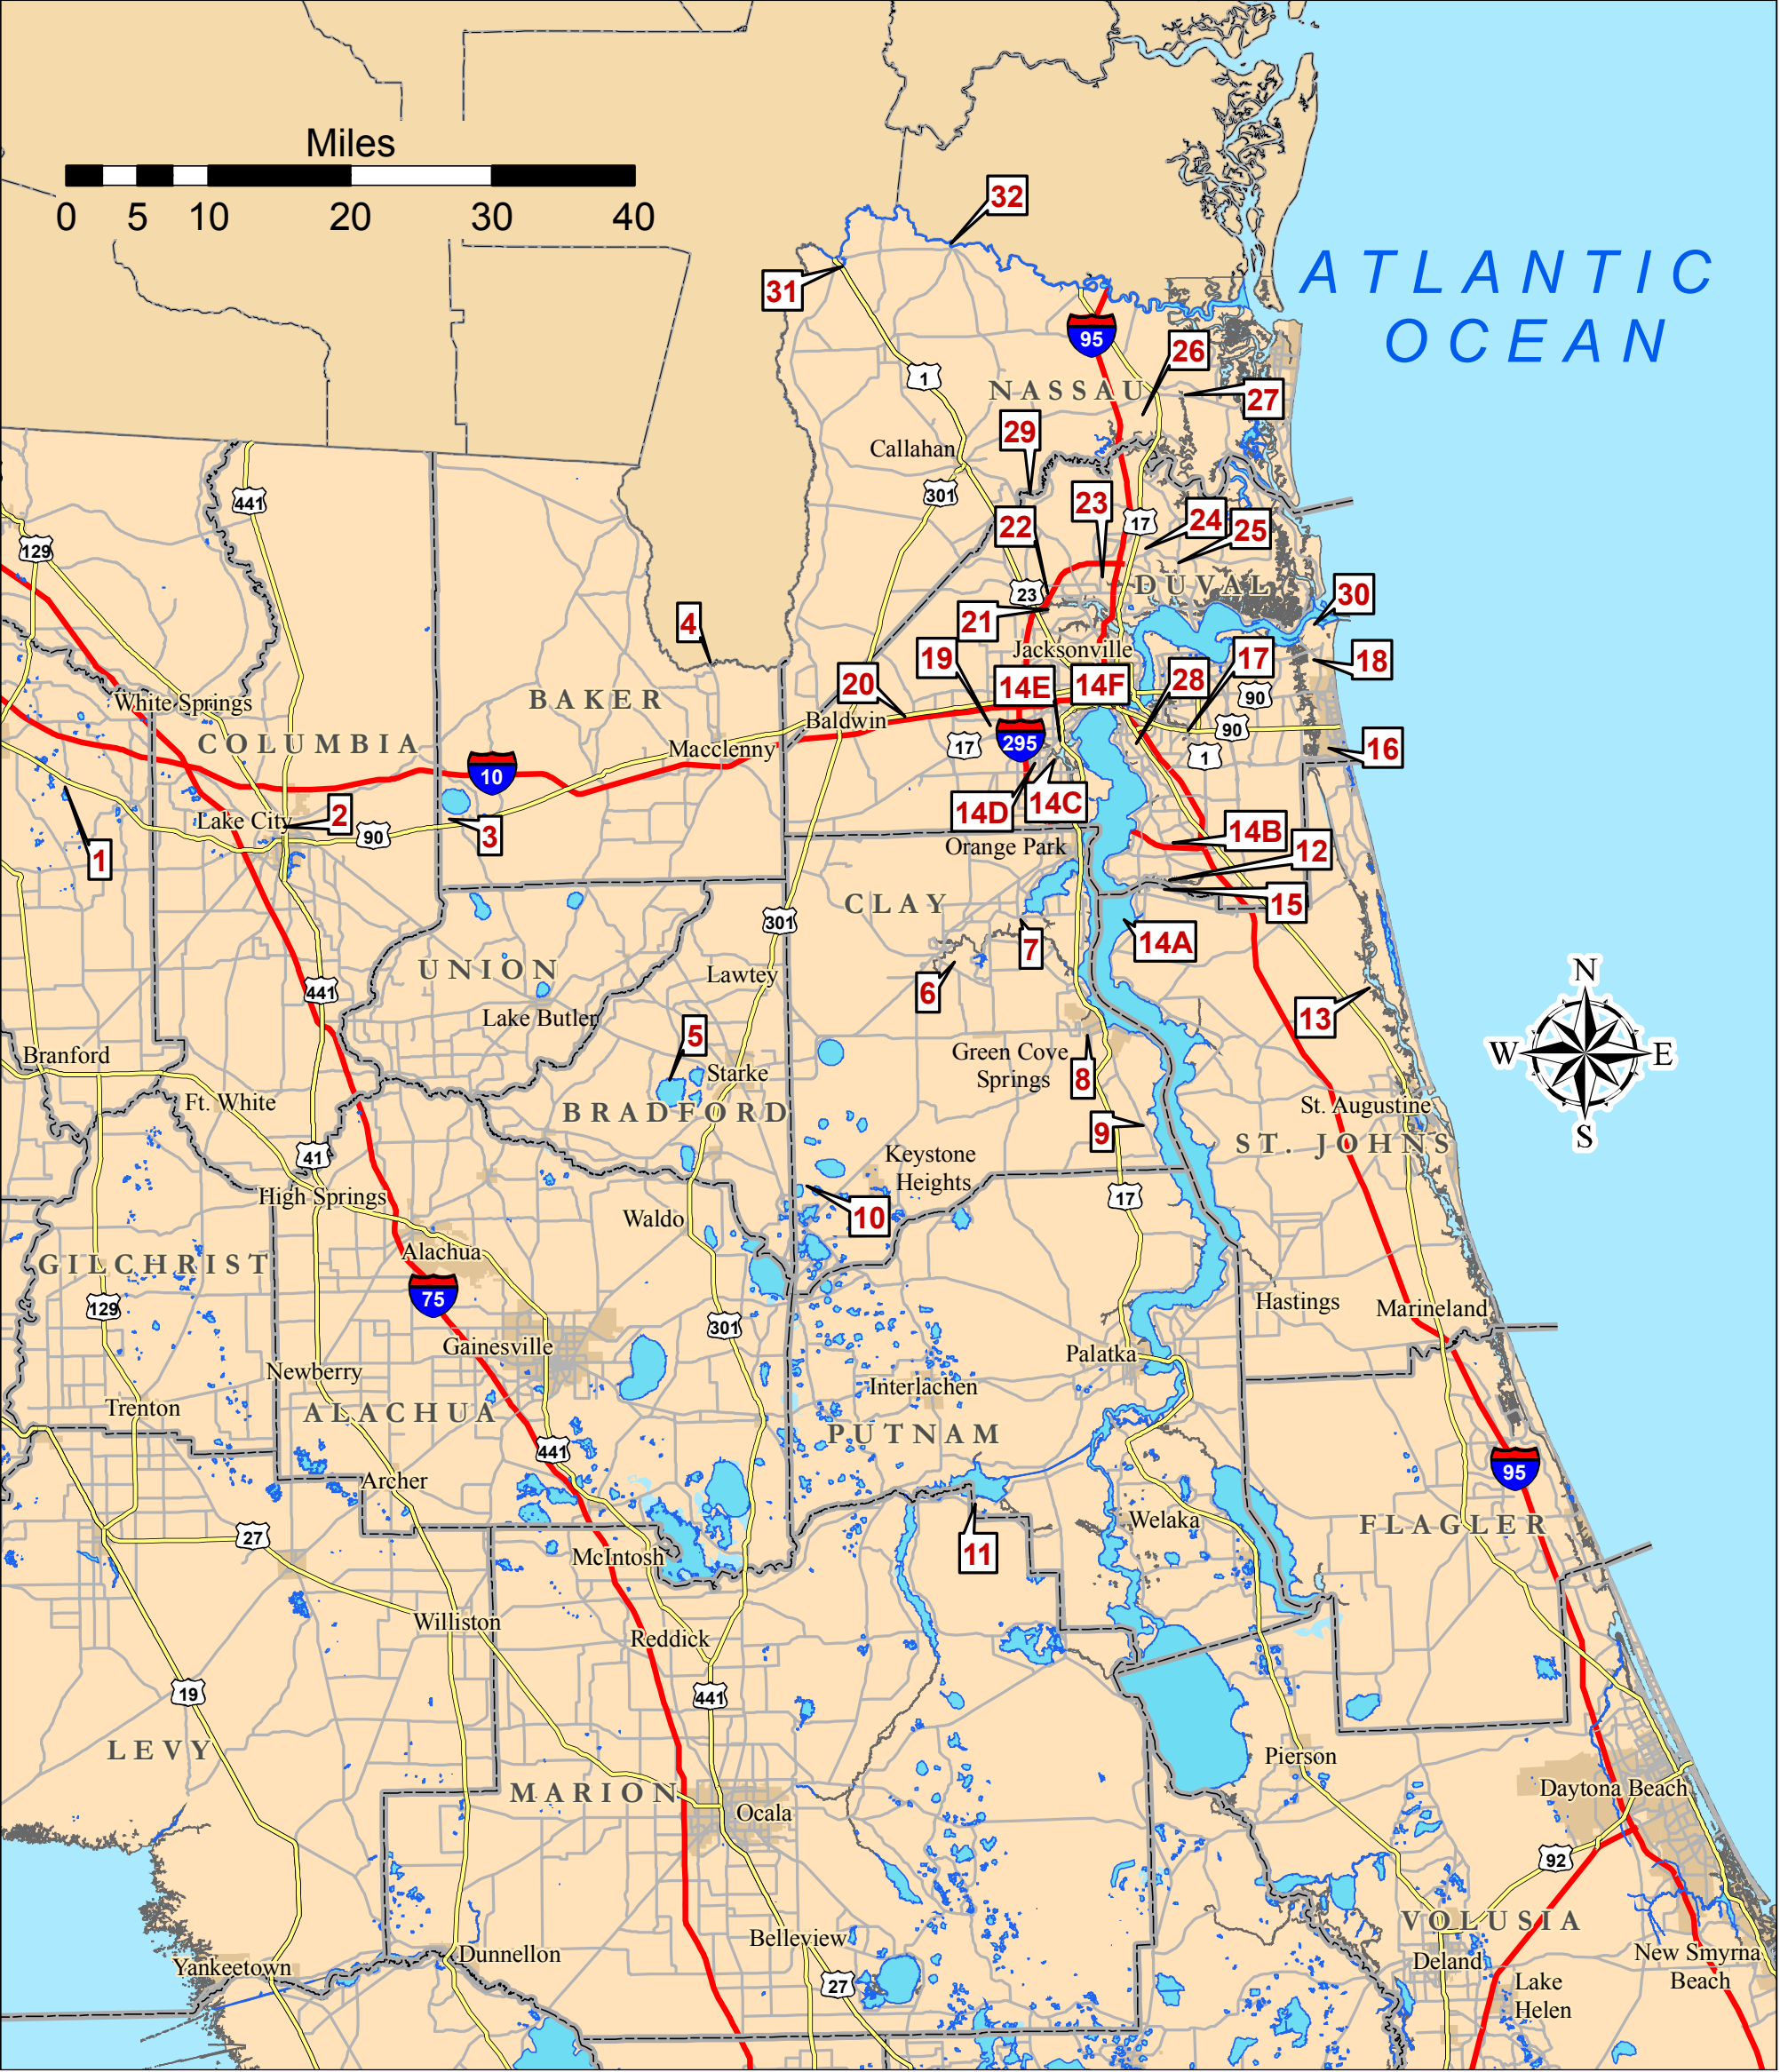 Miles
0 5 10 20 30 40
32
ATLANTIC
OCEAN
31
95
26
1
NASSAU
27
29
Callahan
441
301
23
17
24
25
22
129
DUVAL
23
30
4
21
Jacksonville
19
17
18
20
14E
14F
28
90
White Springs
BAKER
Baldwin
90
COLUMBIA
Macclenny
17
295
1
16
10
14D
14C
Lake City
2
90
3
14B
1
Orange Park
12
CLAY
15
301
14A
7
UNION
Lawtey
6
N
441
Lake Butler
13
5
W
E
Branford
Green Cove
Springs
Starke
8
Ft. White
BRADFORD
St. Augustine
S
9
ST. JOHNS
41
Keystone
Heights
High Springs
17
10
Waldo
Alachua
GILCHRIST
75
129
Hastings
Marineland
301
Gainesville
Palatka
Newberry
Interlachen
Trenton
ALACHUA
PUTNAM
441
95
Archer
Welaka
FLAGLER
27
McIntosh
11
Williston
Reddick
19
441
LEVY
Pierson
MARION
Daytona Beach
Ocala
92
VOLUSIA
Belleview
Dunnellon
New Smyrna
Beach
Yankeetown
Deland
27
Lake
Helen